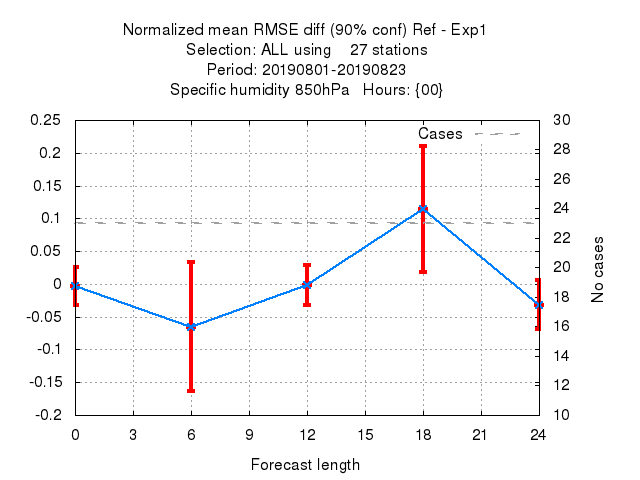 Normalized mean RMSE diff (90% conf) Ref - Exp1
Selection: ALL using    27 stations
Period: 20190801-20190823
Specific humidity 850hPa   Hours: {00}
Cases
0.25
0.2
0.15
0.1
0.05
0
-0.05
-0.1
-0.15
-0.2
30
28
26
24
22
20
18
16
14
12
10
No cases
0 3 6 9 12 15 18 21 24
Forecast length